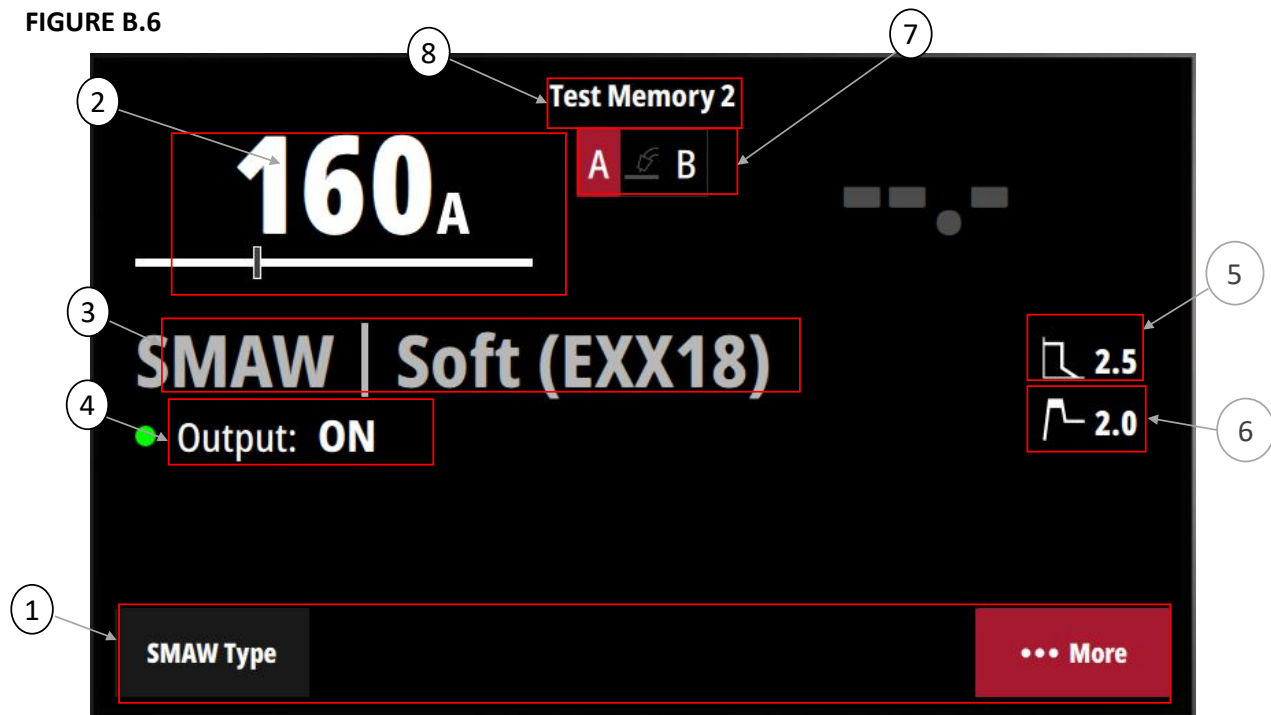 FIGURE B.6
8
7
2
Test Memory 2
160A
A B
--.-
5
3
SMAW | Soft (EXX18)
2.5
4
Output: ON
2.0
6
1
SMAW Type
••• More